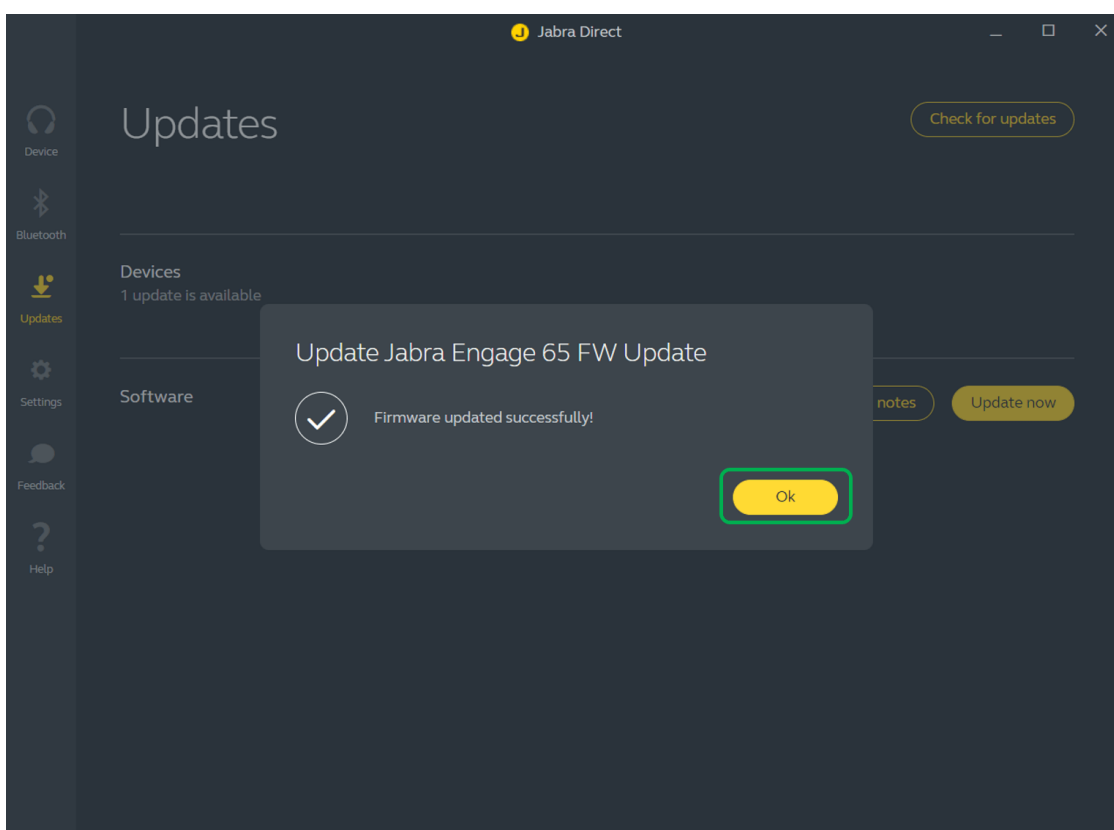 Jabra Direct
Updates
Check for updates
Device
Bluetooth
Updates
Settings
Feedback
Help
Devices
1 update is available
Software
notes
Update now
Update Jabra Engage 65 FW Update
Firmware updated successfully!
Ok